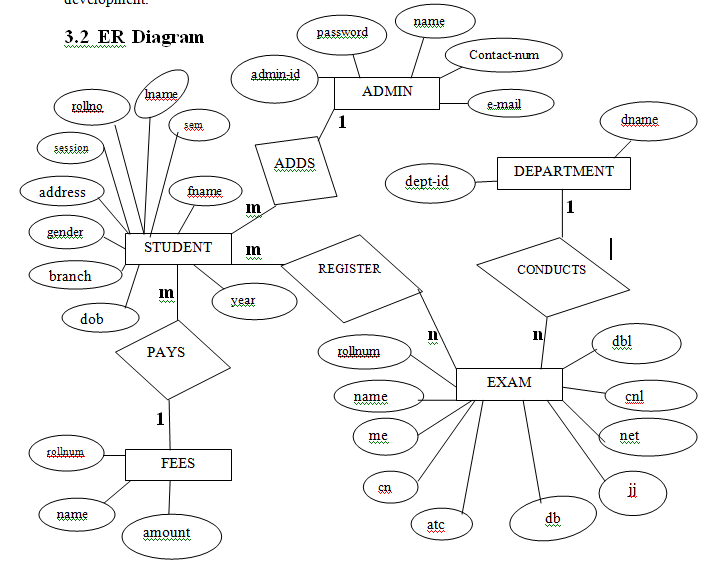 development.
3.2 ER Diagram
name
password
Contact-num
admin-id
ADMIN
e-mail
lname
rollno
sem
1
dname
session
ADDS
DEPARTMENT
dept-id
address
fname
m
1
gender
STUDENT
m
REGISTER
CONDUCTS
branch
m
year
dob
n
n
dbl
rollnum
PAYS
EXAM
name
cnl
1
me
net
rollnum
FEES
cn
jj
name
atc
db
amount